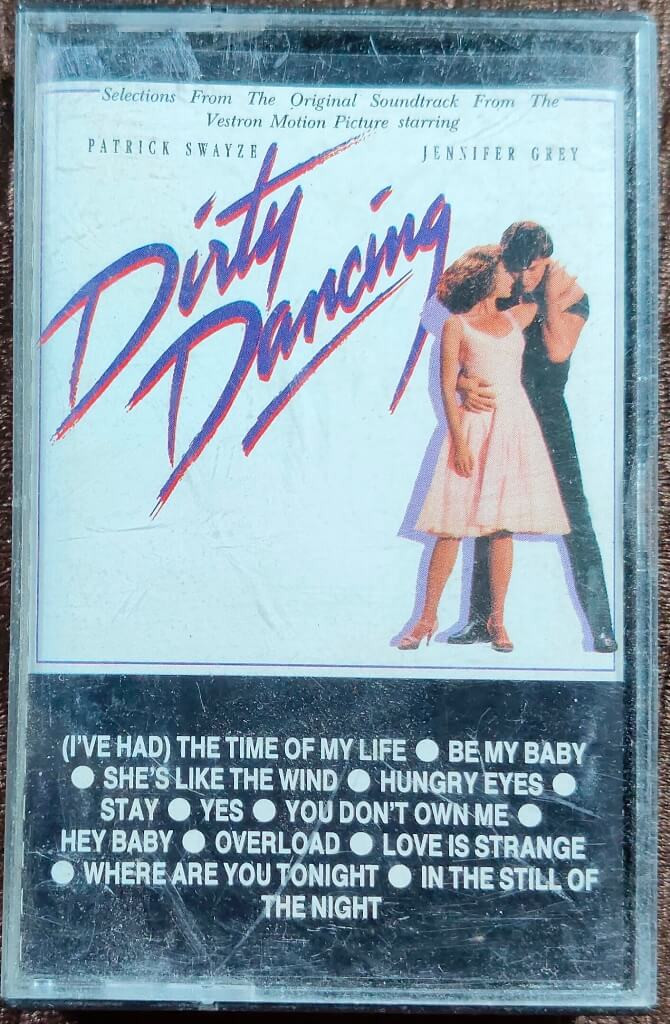 Selections From The Original Soundtrack From The
Vestron Motion Picture starring
PATRICK SWAYZE JENNIFER GREY
Dirty
Dancing
(I'VE HAD) THE TIME OF MY LIFE ● BE MY BABY
● SHE'S LIKE THE WIND ● HUNGRY EYES ●
STAY ● YES ● YOU DON'T OWN ME ●
HEY BABY ● OVERLOAD ● LOVE IS STRANGE
● WHERE ARE YOU TONIGHT ● IN THE STILL OF
THE NIGHT